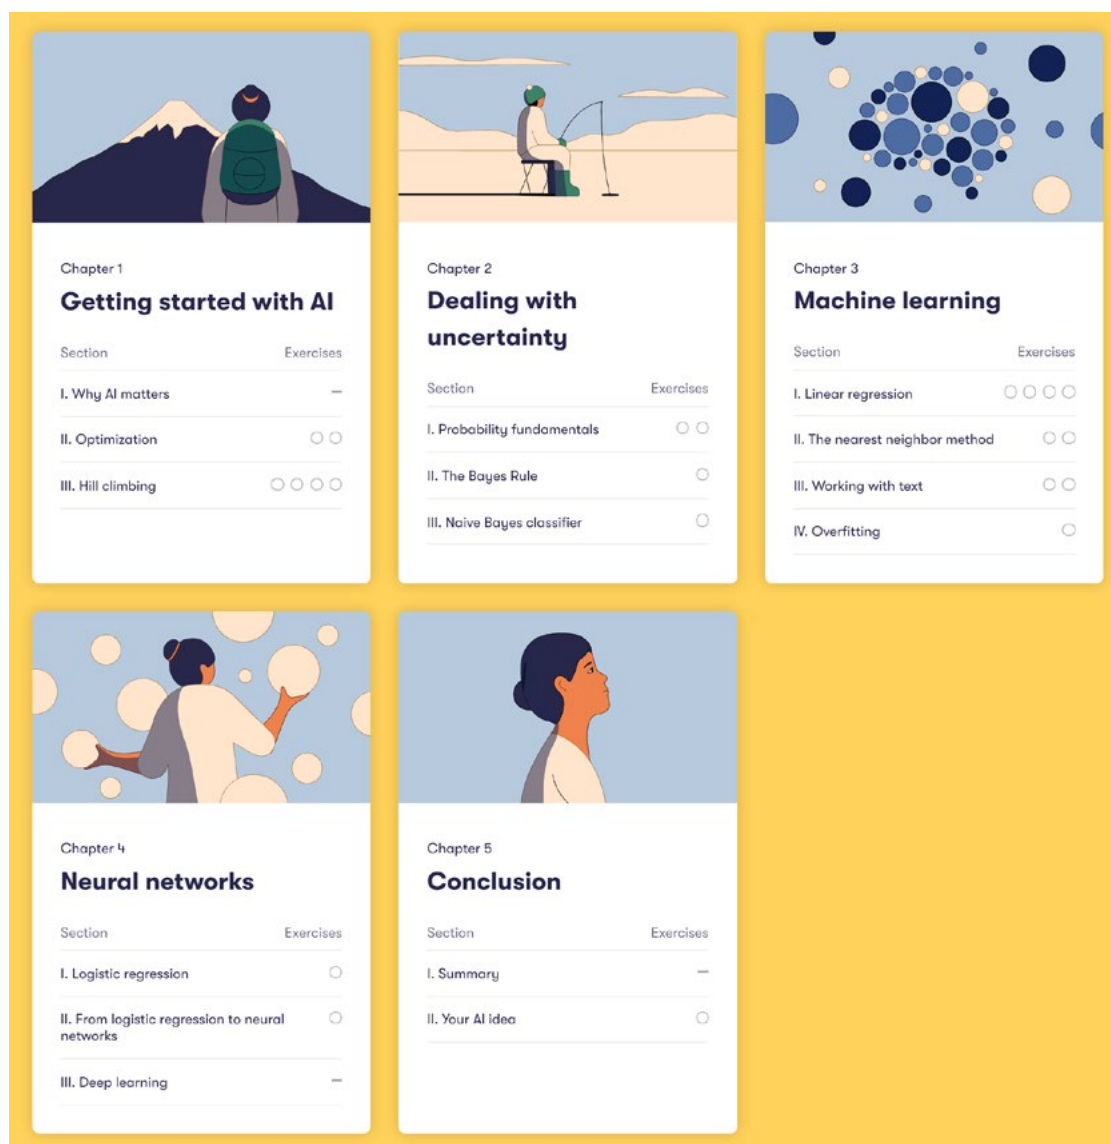 Chapter 1
Getting started with AI
Section Exercises
I. Why AI matters –
II. Optimization
III. Hill climbing
Chapter 2
Dealing with
uncertainty
Section Exercises
I. Probability fundamentals
II. The Bayes Rule
III. Naive Bayes classifier
Chapter 3
Machine learning
Section Exercises
I. Linear regression
II. The nearest neighbor method
III. Working with text
IV. Overfitting
Chapter 4
Neural networks
Section Exercises
I. Logistic regression
II. From logistic regression to neural
networks
III. Deep learning –
Chapter 5
Conclusion
Section Exercises
I. Summary –
II. Your AI idea